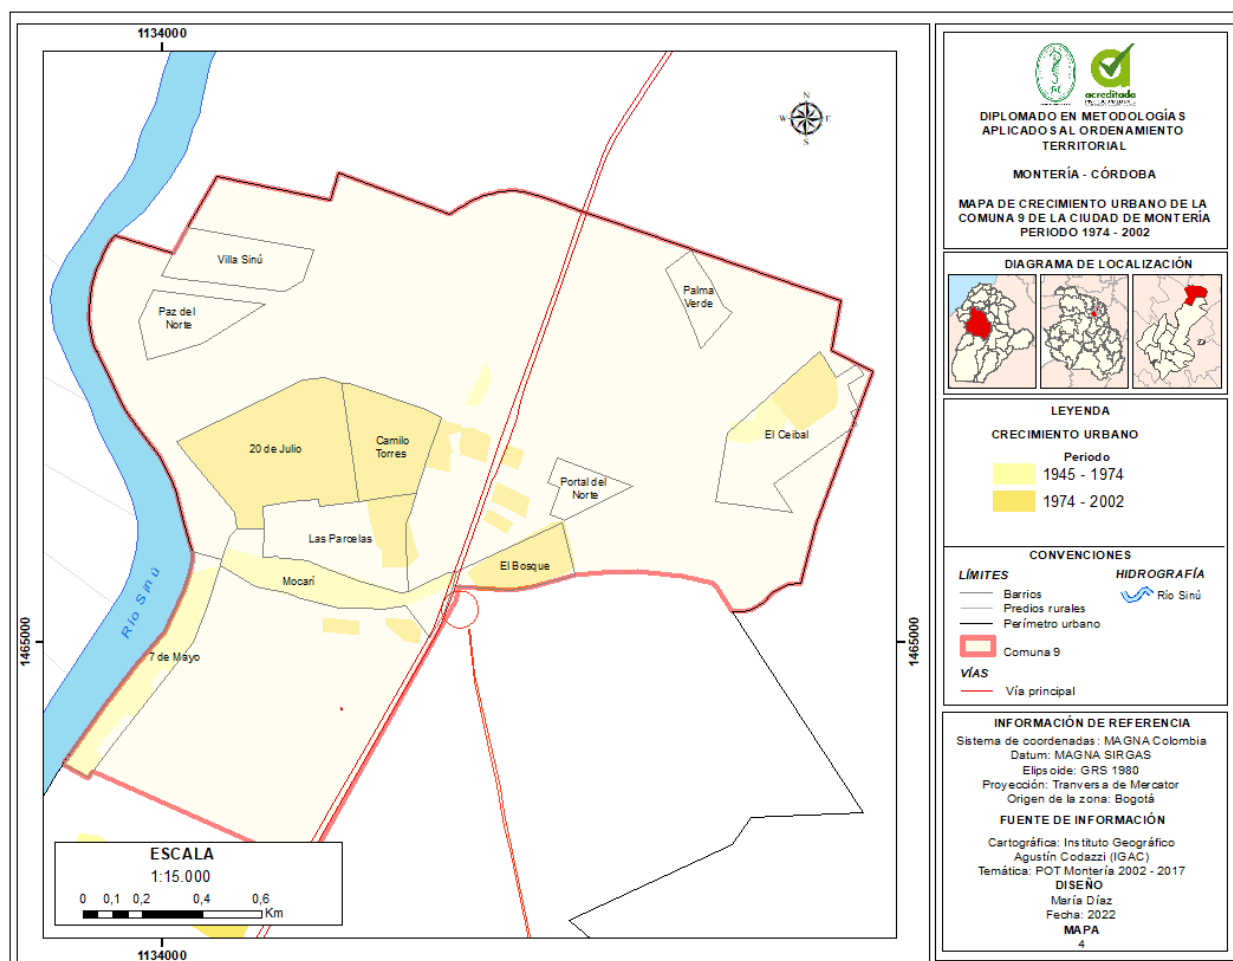 1134000
N
W
E
S
Villa Sinú
Paz del
Norte
Palma
Verde
20 de Julio
Camilo
Torres
El Ceibal
Portal del
Norte
Las Parcelas
Mocarí
El Bosque
Río Sinú
7 de Mayo
1465000
1465000
ESCALA
1:15.000
0 0,1 0,2 0,4 0,6
Km
1134000
acreditada
DIPLOMADO EN METODOLOGÍAS
APLICADOS AL ORDENAMIENTO
TERRITORIAL
MONTERÍA - CÓRDOBA
MAPA DE CRECIMIENTO URBANO DE LA
COMUNA 9 DE LA CIUDAD DE MONTERÍA
PERIODO 1974 - 2002
DIAGRAMA DE LOCALIZACIÓN
LEYENDA
CRECIMIENTO URBANO
Periodo
1945 - 1974
1974 - 2002
CONVENCIONES
LÍMITES
Barrios
Predios rurales
Perímetro urbano
Comuna 9
HIDROGRAFÍA
Río Sinú
VÍAS
Vía principal
INFORMACIÓN DE REFERENCIA
Sistema de coordenadas: MAGNA Colombia
Datum: MAGNA SIRGAS
Elipsoide: GRS 1980
Proyección: Tranversa de Mercator
Origen de la zona: Bogotá
FUENTE DE INFORMACIÓN
Cartográfica: Instituto Geográfico
Agustín Codazzi (IGAC)
Temática: POT Montería 2002 - 2017
DISEÑO
María Díaz
Fecha: 2022
MAPA
4